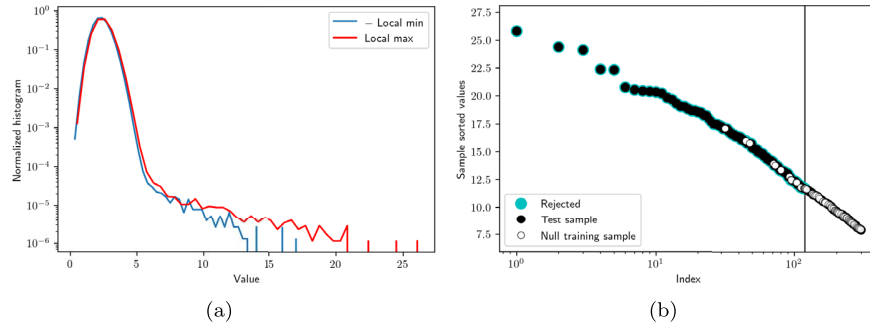 10⁰
10⁻¹
10⁻²
10⁻³
10⁻⁴
10⁻⁵
10⁻⁶
Normalized histogram
0
5
10
15
20
25
Value
− Local min
Local max
(a)
27.5
25.0
22.5
20.0
17.5
15.0
12.5
10.0
7.5
Sample sorted values
10⁰
10¹
10²
Index
Rejected
Test sample
Null training sample
(b)